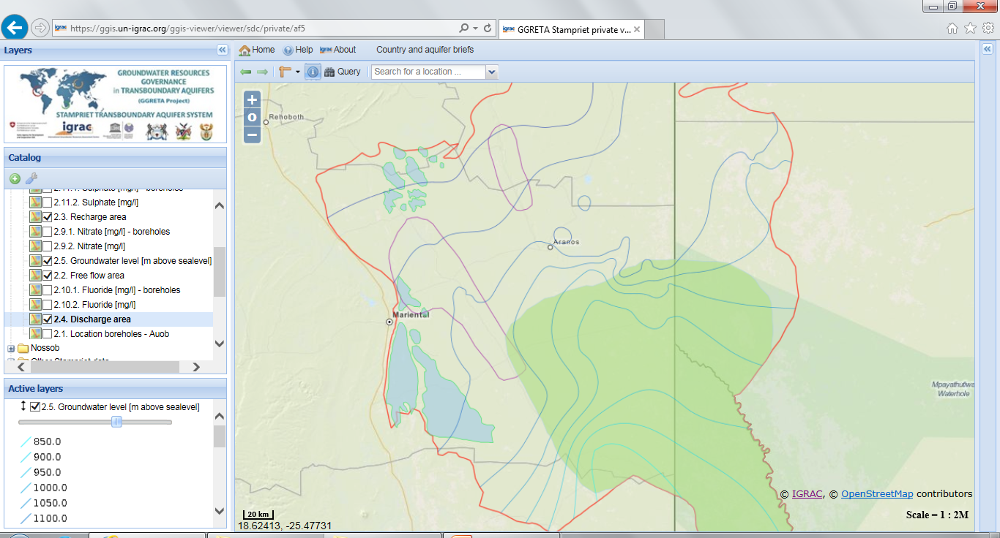 https://ggis.un-igrac.org/ggis-viewer/viewer/sdc/private/af5
GGRETA Stampriet private v...
Layers
Home
Help
About
Country and aquifer briefs
Query
Search for a location ...
GROUNDWATER RESOURCES
GOVERNANCE
in TRANSBOUNDARY AQUIFERS
(GGRETA Project)
STAMPRIET TRANSBOUNDARY AQUIFER SYSTEM
igrac
Catalog
2.11.1. Sulphate [mg/l] - boreholes
2.11.2. Sulphate [mg/l]
2.3. Recharge area
2.9.1. Nitrate [mg/l] - boreholes
2.9.2. Nitrate [mg/l]
2.5. Groundwater level [m above sealevel]
2.2. Free flow area
2.10.1. Fluoride [mg/l] - boreholes
2.10.2. Fluoride [mg/l]
2.4. Discharge area
2.1. Location boreholes - Auob
Nossob
Other Stampriet data
Active layers
2.5. Groundwater level [m above sealevel]
850.0
900.0
950.0
1000.0
1050.0
1100.0
Rehoboth
Aranos
Mariental
Mpayathutlwa
Waterhole
© IGRAC, © OpenStreetMap contributors
20 km
Scale = 1 : 2M
18.62413, -25.47731